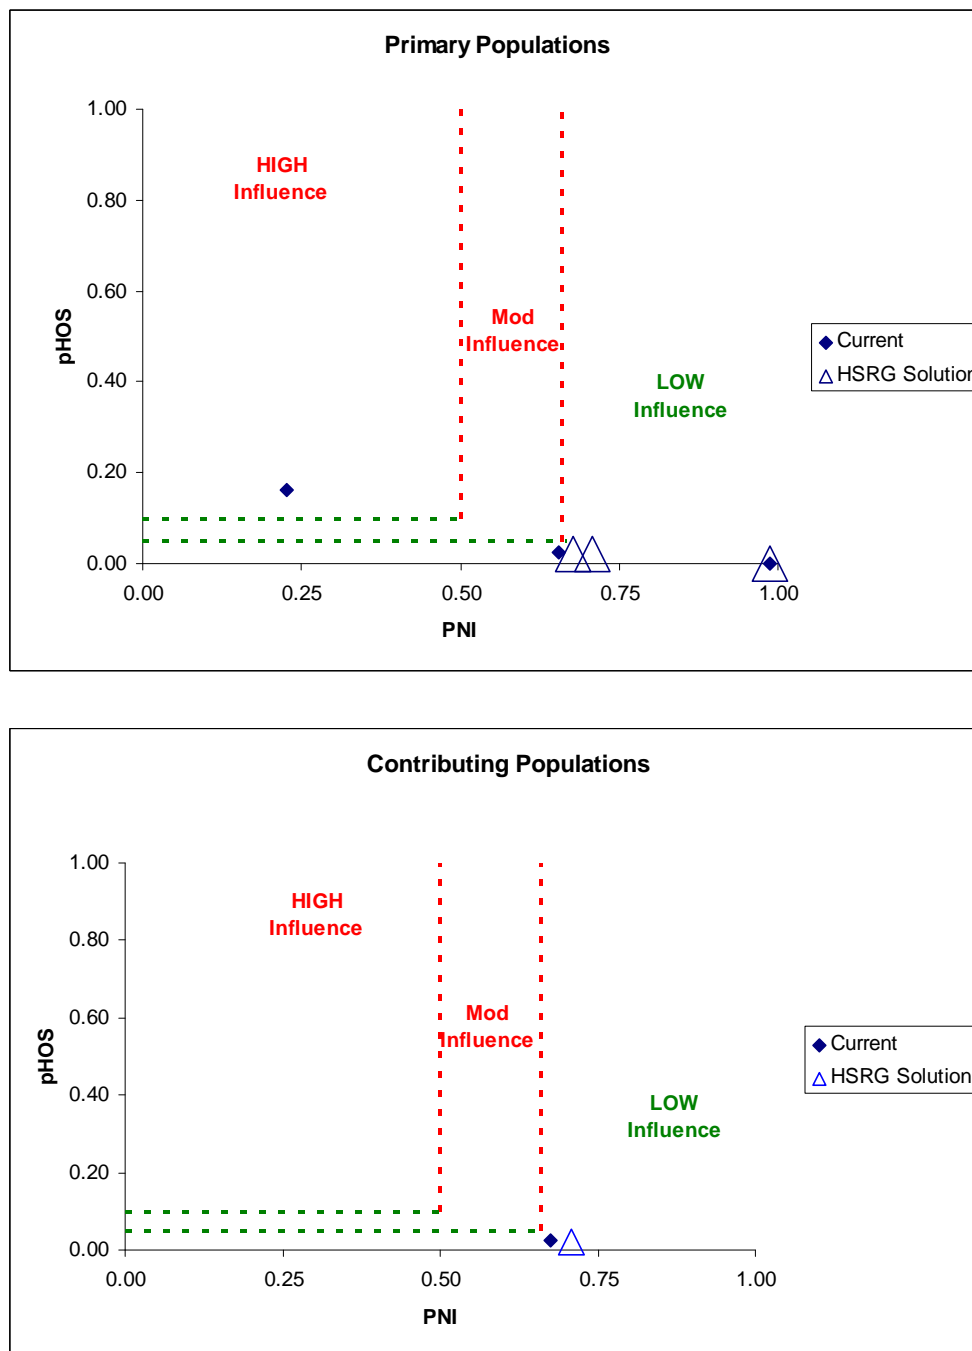 Primary Populations
1.00
HIGH
Influence
0.80
0.60
Mod
Influence
pHOS
Current
0.40
LOW
Influence
HSRG Solution
0.20
0.00
0.00
0.25
0.50
0.75
1.00
PNI
Contributing Populations
1.00
HIGH
Influence
0.80
0.60
Mod
Influence
pHOS
Current
HSRG Solution
0.40
LOW
Influence
0.20
0.00
0.00
0.25
0.50
0.75
1.00
PNI